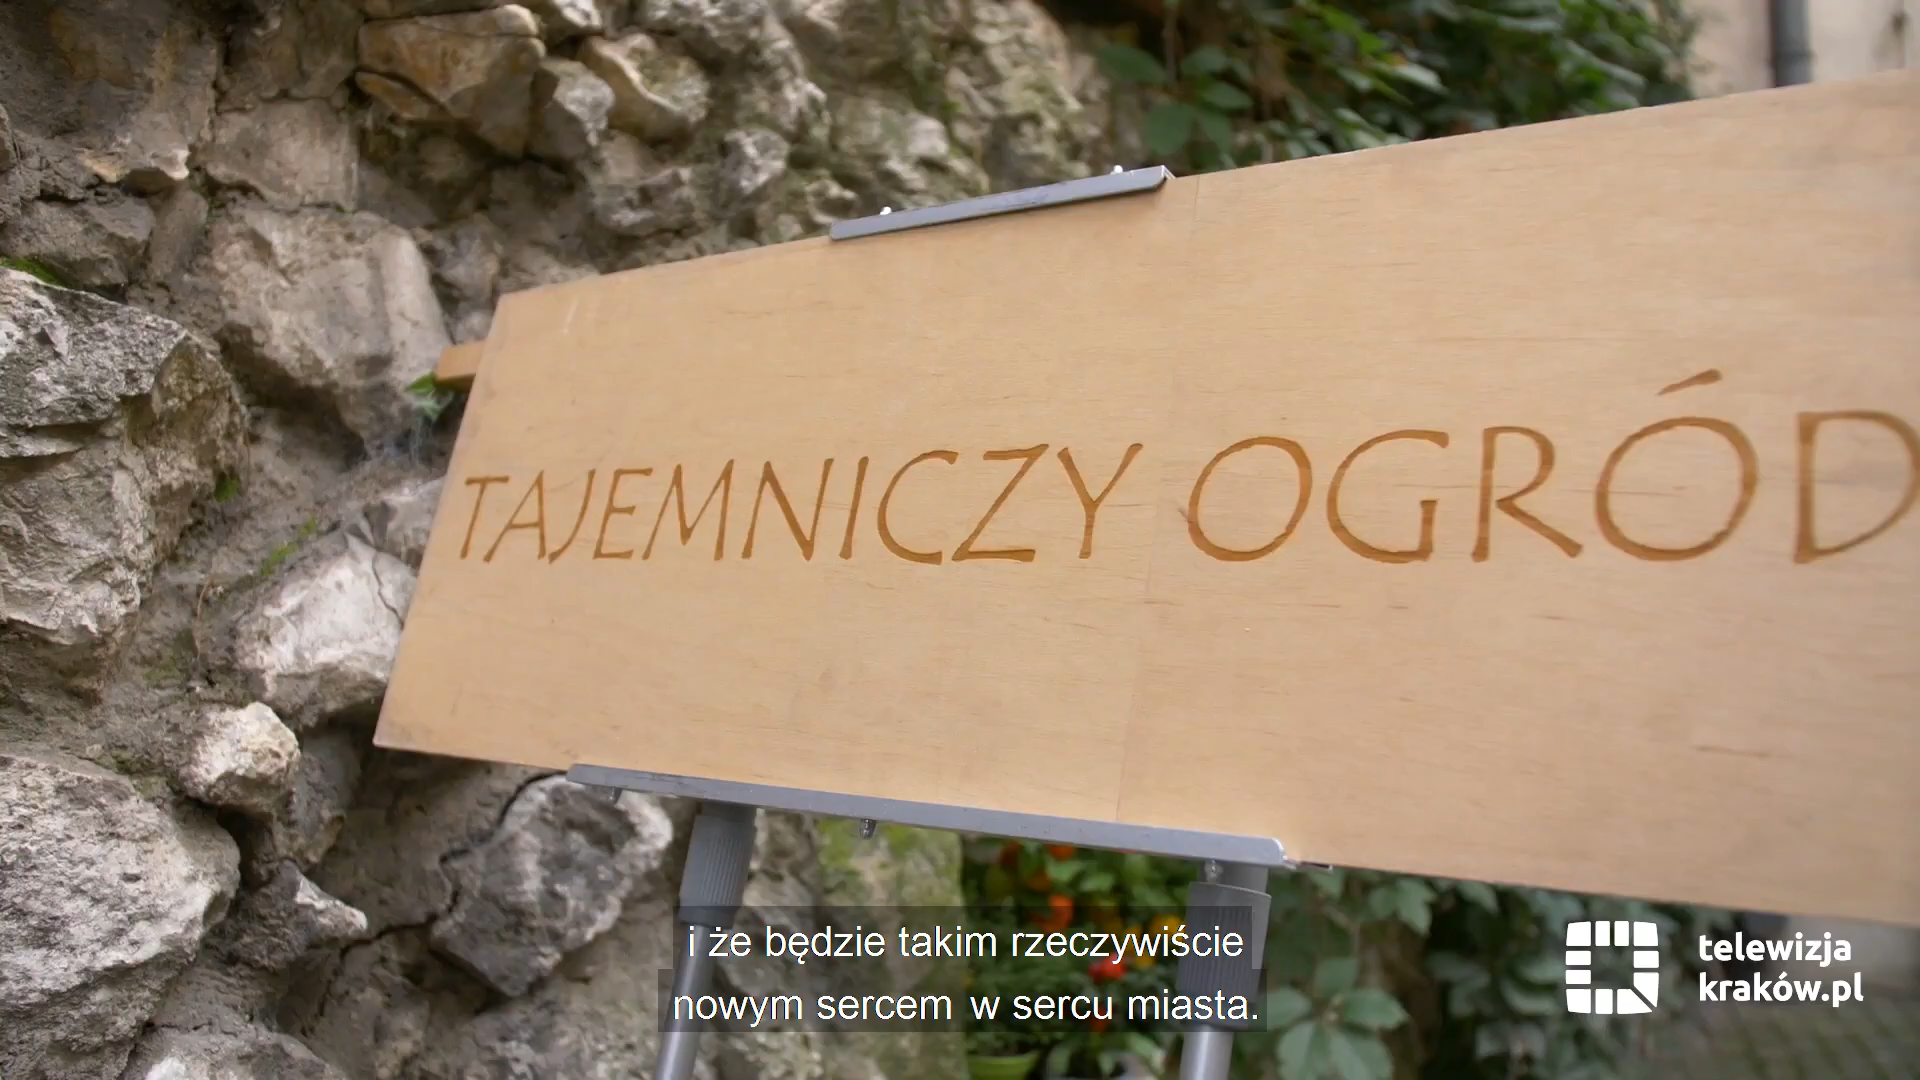 TAJEMNICZY OGRÓD
i że będzie takim rzeczywiście
nowym sercem w sercu miasta.
telewizja
kraków.pl